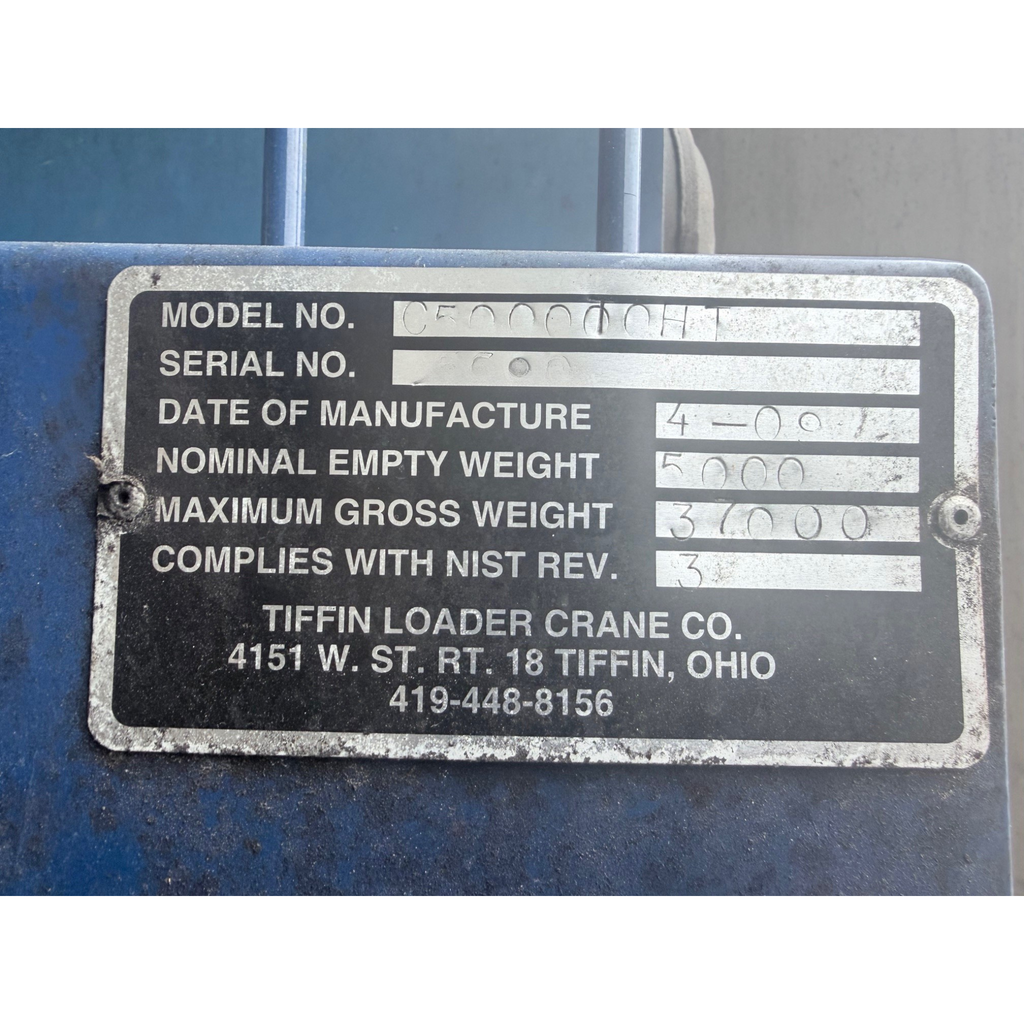 MODEL NO.
SERIAL NO.
DATE OF MANUFACTURE
NOMINAL EMPTY WEIGHT 5000
MAXIMUM GROSS WEIGHT 37000
COMPLIES WITH NIST REV. 3
TIFFIN LOADER CRANE CO.
4151 W. ST. RT. 18 TIFFIN, OHIO
419-448-8156